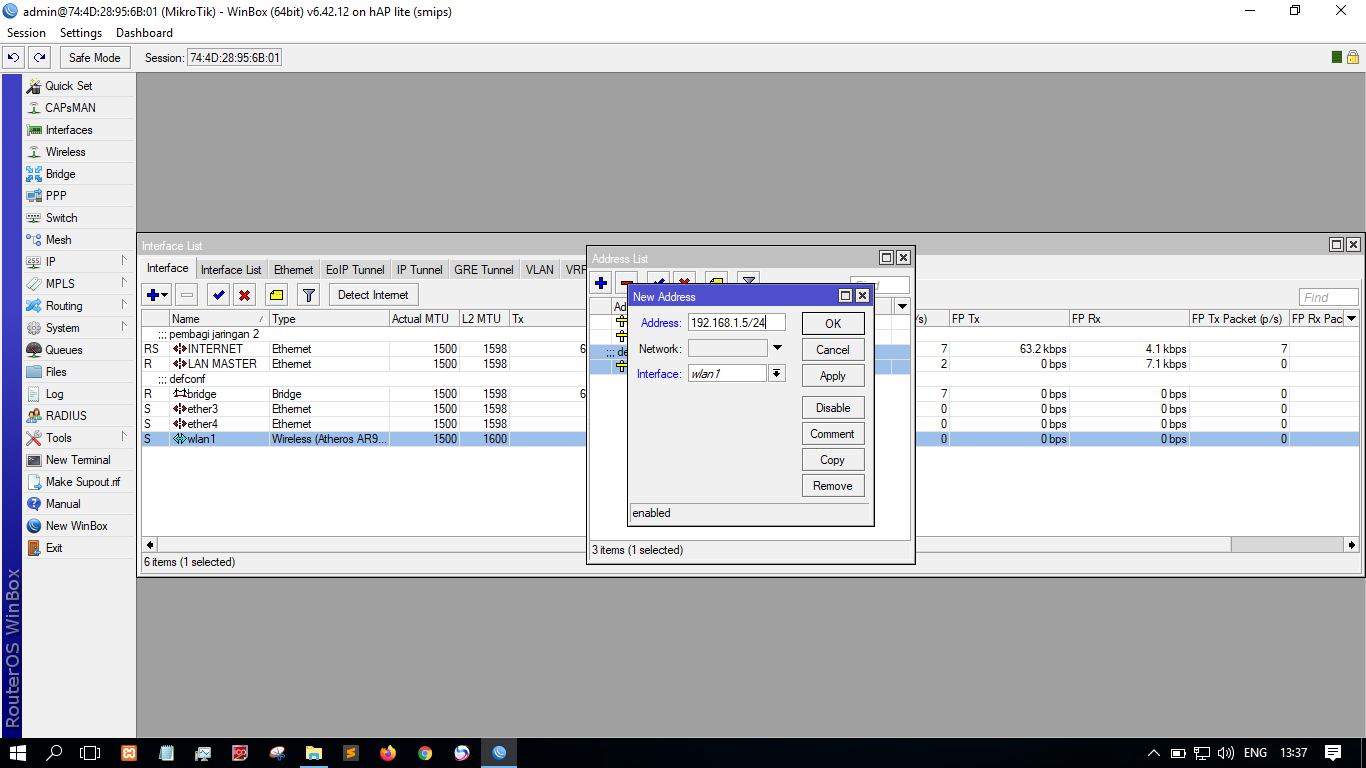 admin@74:4D:28:95:6B:01 (MikroTik) - WinBox (64bit) v6.42.12 on hAP lite (smips)
Session Settings Dashboard
Safe Mode Session: 74:4D:28:95:6B:01
Quick Set
CAPsMAN
Interfaces
Wireless
Bridge
PPP
Switch
Mesh
IP
MPLS
Routing
System
Queues
Files
Log
RADIUS
Tools
New Terminal
Make Supout.rif
Manual
New WinBox
Exit
RouterOS WinBox
Interface List
Interface Interface List Ethernet EoIP Tunnel IP Tunnel GRE Tunnel VLAN VRR
Detect Internet Find
Name / Type Actual MTU L2 MTU Tx /s) FP Tx FP Rx FP Tx Packet (p/s) FP Rx Pac
;;; pembagi jaringan 2
RS INTERNET Ethernet 1500 1598 6 7 63.2 kbps 4.1 kbps 7
R LAN MASTER Ethernet 1500 1598 2 0 bps 7.1 kbps 0
;;; defconf
R bridge Bridge 1500 1598 6 7 0 bps 0 bps 0
S ether3 Ethernet 1500 1598 0 0 bps 0 bps 0
S ether4 Ethernet 1500 1598 0 0 bps 0 bps 0
S wlan1 Wireless (Atheros AR9... 1500 1600 0 0 bps 0 bps 0
6 items (1 selected)
Address List
Find
Ad
;;; de
3 items (1 selected)
New Address
Address: 192.168.1.5/24
Network:
Interface: wlan1
OK
Cancel
Apply
Disable
Comment
Copy
Remove
enabled
ENG 13:37